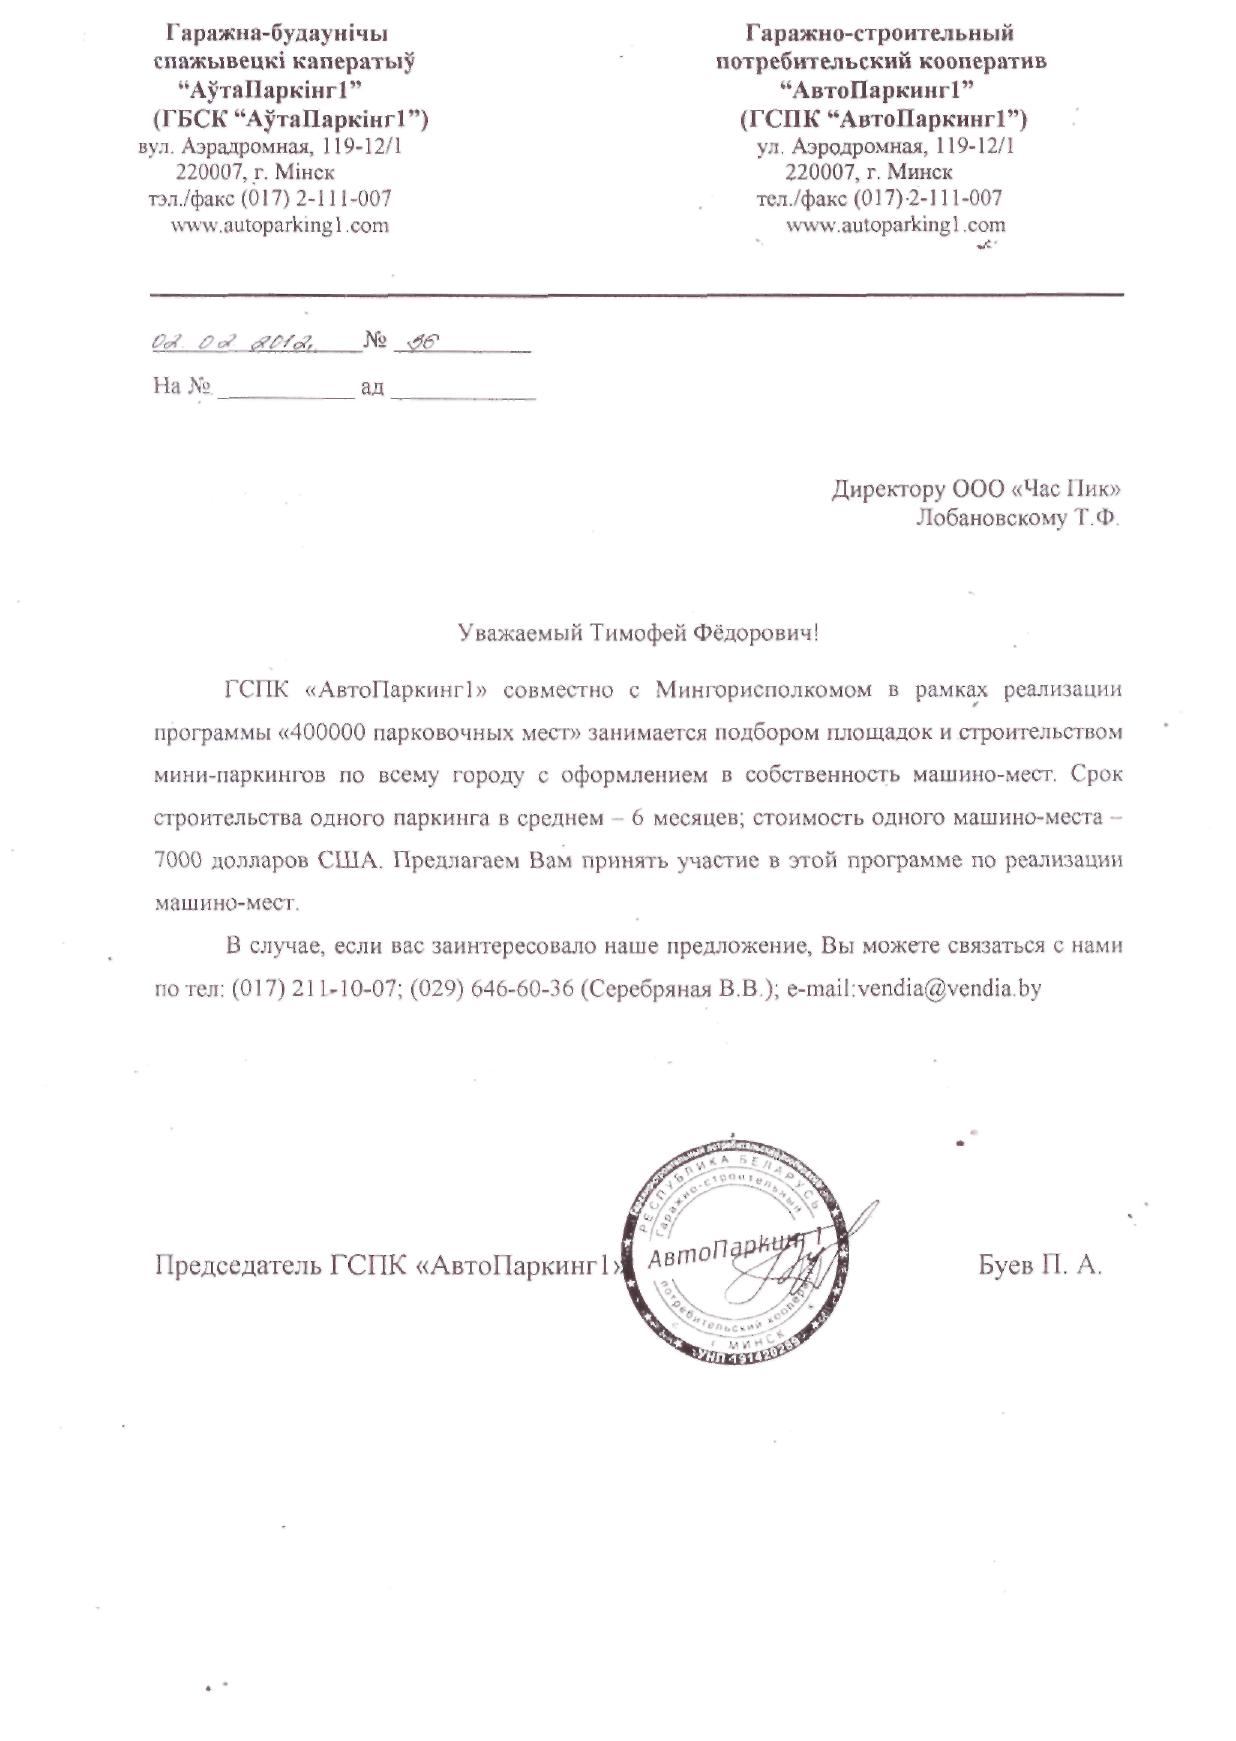 Гаражна-будаунічы
спажывецкі каператыў
“АўтаПаркінг1”
(ГБСК “АўтаПаркінг1”)
вул. Аэрадромная, 119-12/1
220007, г. Мінск
тэл./факс (017) 2-111-007
www.autoparking1.com
Гаражно-строительный
потребительский кооператив
“АвтоПаркинг1”
(ГСПК “АвтоПаркинг1”)
ул. Аэродромная, 119-12/1
220007, г. Минск
тел./факс (017) 2-111-007
www.autoparking1.com
02 02 2012. №
На № ад
Директору ООО «Час Пик»
Лобановскому Т.Ф.
Уважаемый Тимофей Фёдорович!
ГСПК «АвтоПаркинг1» совместно с Мингорисполкомом в рамках реализации
программы «400000 парковочных мест» занимается подбором площадок и строительством
мини-паркингов по всему городу с оформлением в собственность машино-мест. Срок
строительства одного паркинга в среднем – 6 месяцев; стоимость одного машино-места –
7000 долларов США. Предлагаем Вам принять участие в этой программе по реализации
машино-мест.
В случае, если вас заинтересовало наше предложение, Вы можете связаться с нами
по тел: (017) 211-10-07; (029) 646-60-36 (Серебряная В.В.); e-mail:vendia@vendia.by
Председатель ГСПК «АвтоПаркинг1» Буев П. А.
РЕСПУБЛИКА БЕЛАРУСЬ
Гаражно-строительный
АвтоПаркинг 1
потребительский
г. МИНСК
УНП 191420289